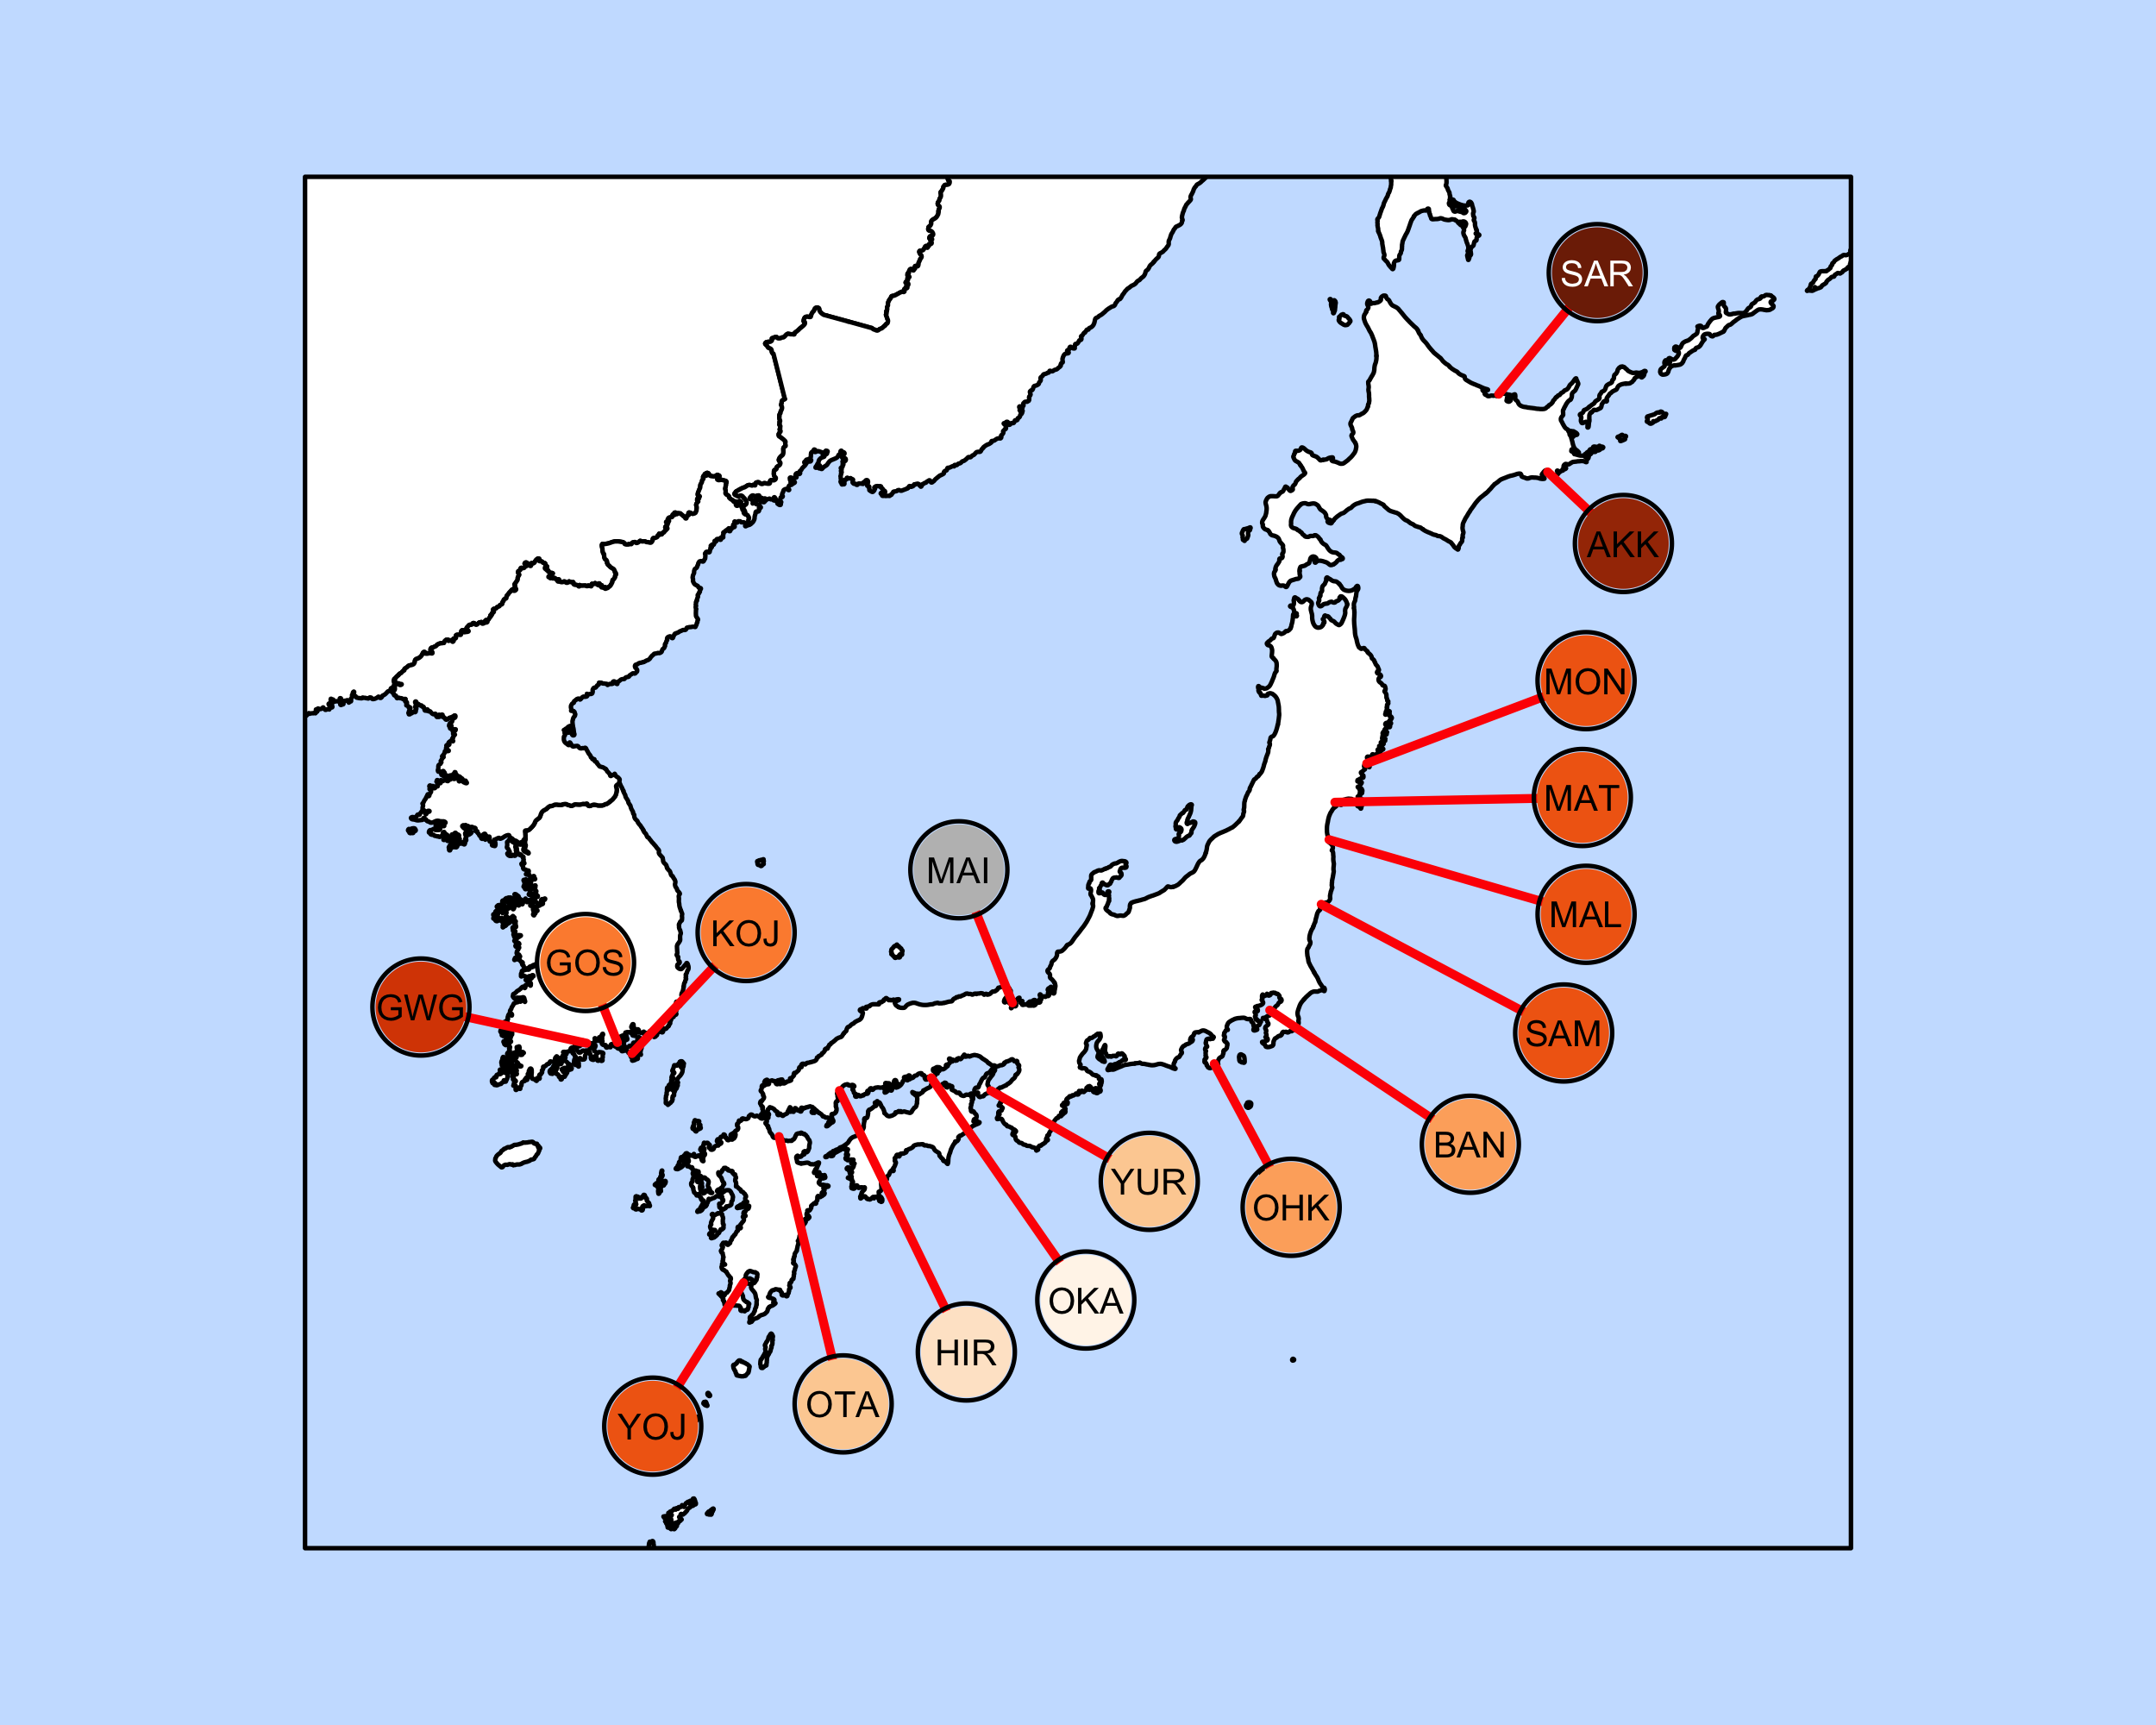 SAR
AKK
MON
MAT
MAI
MAL
KOJ
GOS
GWG
SAM
BAN
YUR
OHK
OKA
HIR
OTA
YOJ